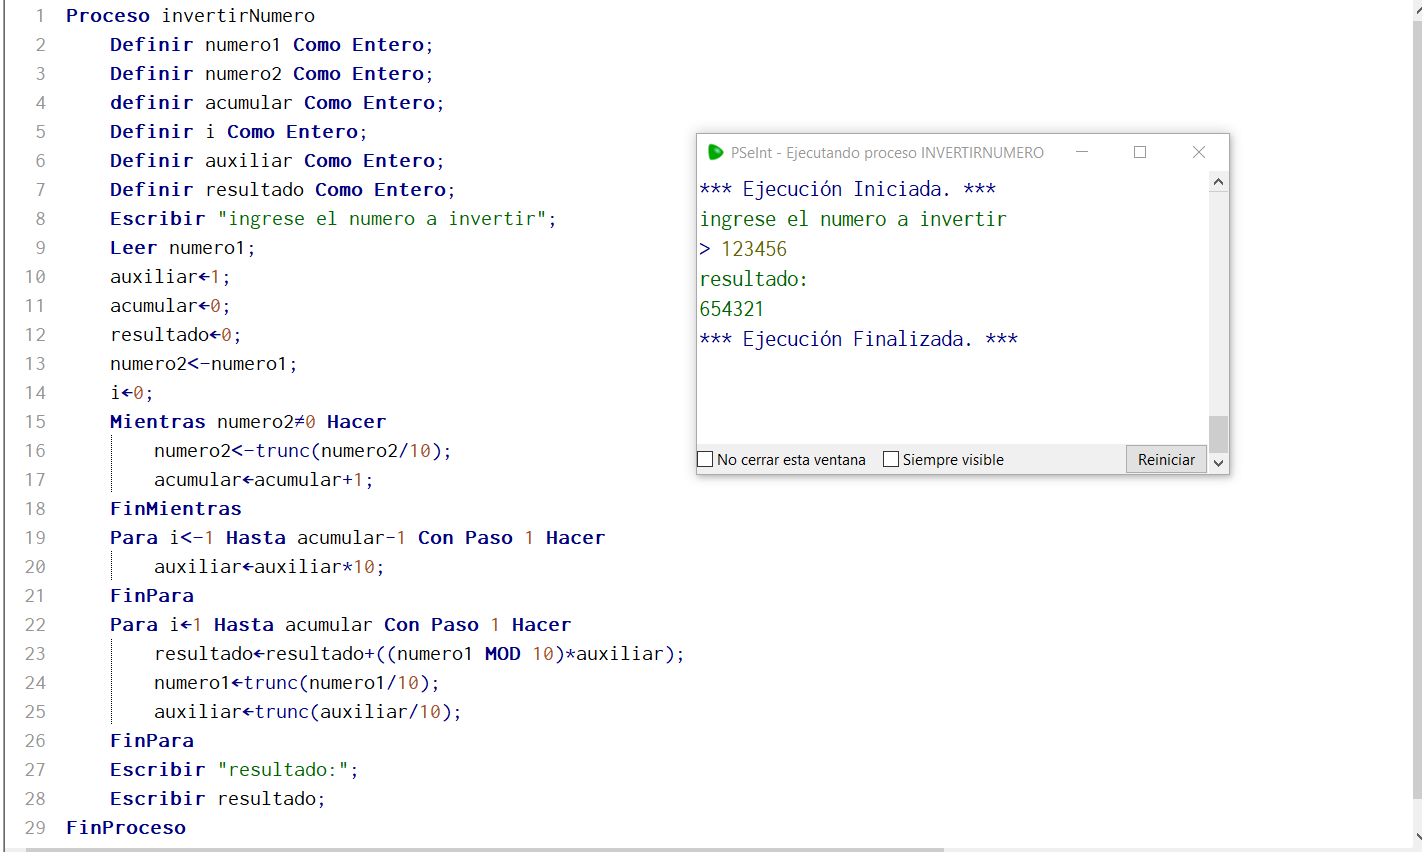 1 Proceso invertirNumero
2 Definir numero1 Como Entero;
3 Definir numero2 Como Entero;
4 definir acumular Como Entero;
5 Definir i Como Entero;
6 Definir auxiliar Como Entero;
7 Definir resultado Como Entero;
8 Escribir "ingrese el numero a invertir";
9 Leer numero1;
10 auxiliar←1;
11 acumular←0;
12 resultado←0;
13 numero2<-numero1;
14 i←0;
15 Mientras numero2≠0 Hacer
16 numero2<-trunc(numero2/10);
17 acumular←acumular+1;
18 FinMientras
19 Para i<-1 Hasta acumular-1 Con Paso 1 Hacer
20 auxiliar←auxiliar*10;
21 FinPara
22 Para i←1 Hasta acumular Con Paso 1 Hacer
23 resultado←resultado+((numero1 MOD 10)*auxiliar);
24 numero1←trunc(numero1/10);
25 auxiliar←trunc(auxiliar/10);
26 FinPara
27 Escribir "resultado:";
28 Escribir resultado;
29 FinProceso
PSeInt - Ejecutando proceso INVERTIRNUMERO
*** Ejecución Iniciada. ***
ingrese el numero a invertir
> 123456
resultado:
654321
*** Ejecución Finalizada. ***
No cerrar esta ventana Siempre visible Reiniciar